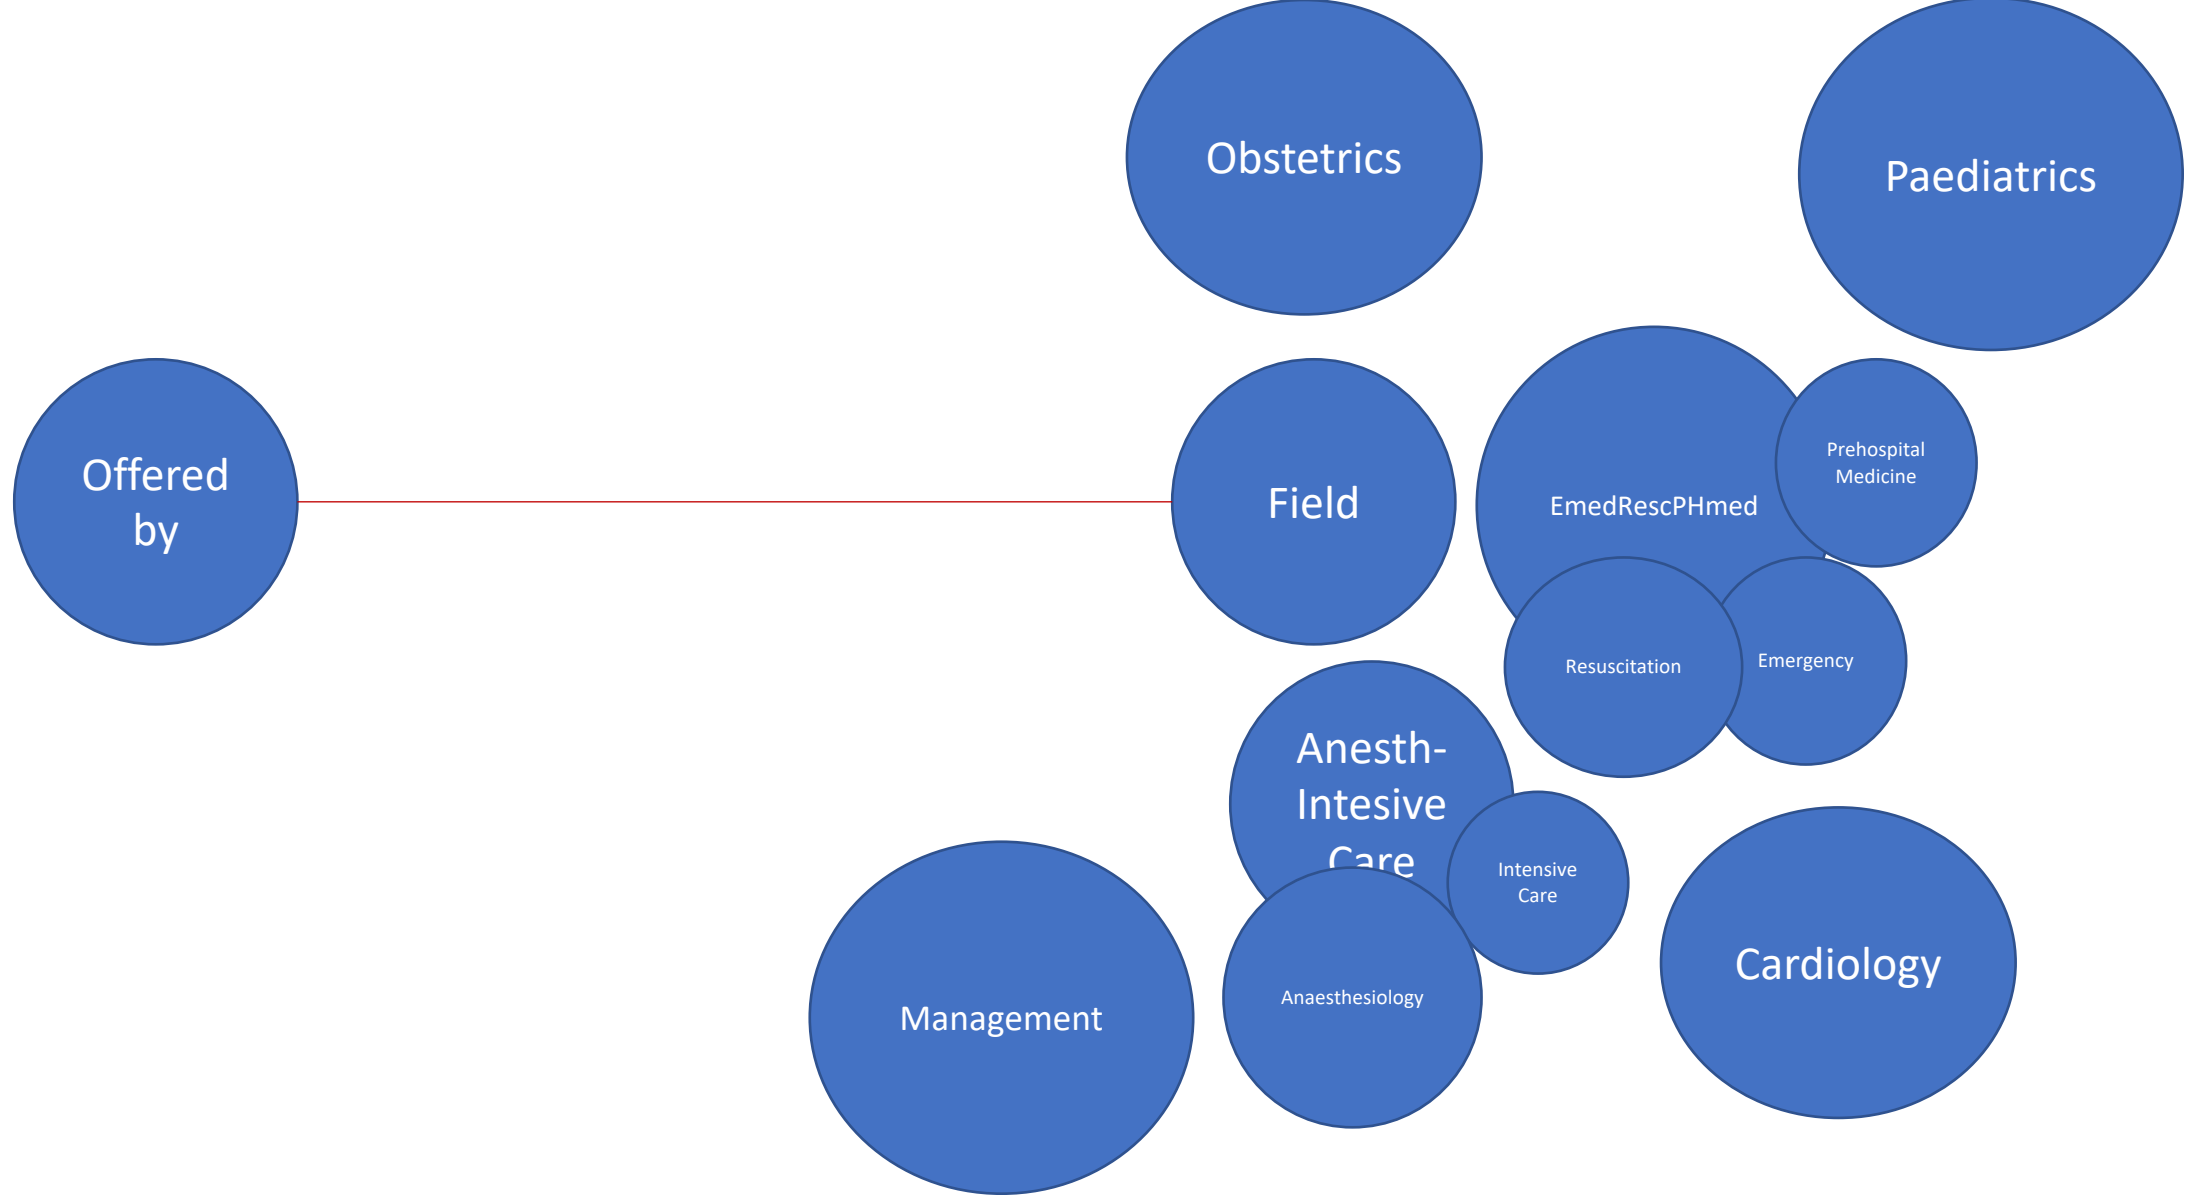 Obstetrics
Paediatrics
Offered
by
Field
EmedRescPHmed
Prehospital
Medicine
Resuscitation
Emergency
Anesth-
Intesive
Care
Intensive
Care
Management
Anaesthesiology
Cardiology